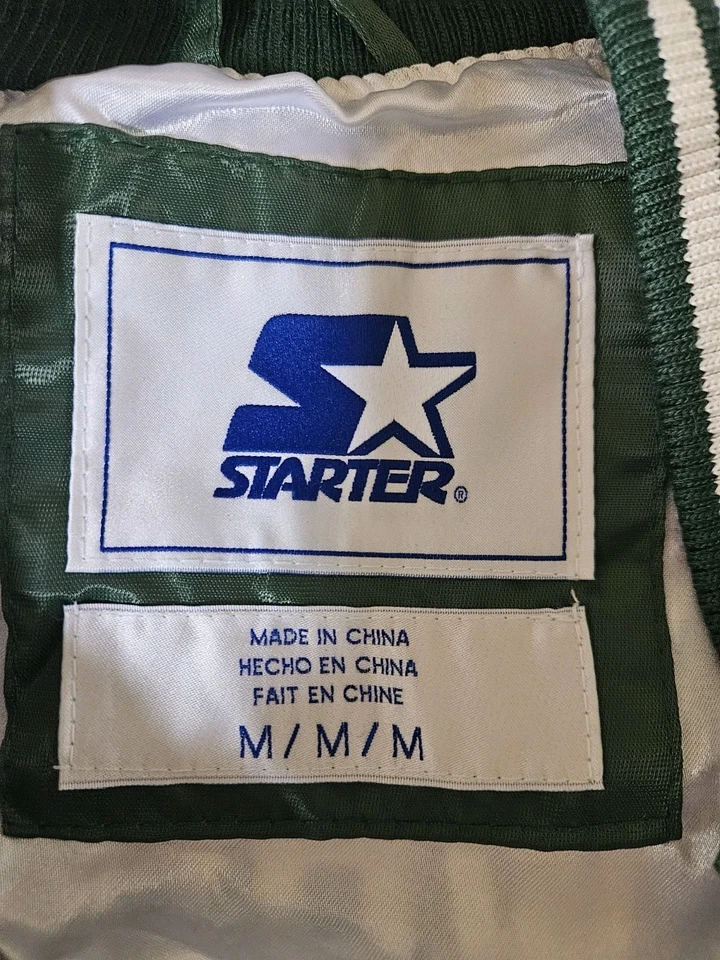 STARTER®
MADE IN CHINA
HECHO EN CHINA
FAIT EN CHINE
M / M / M